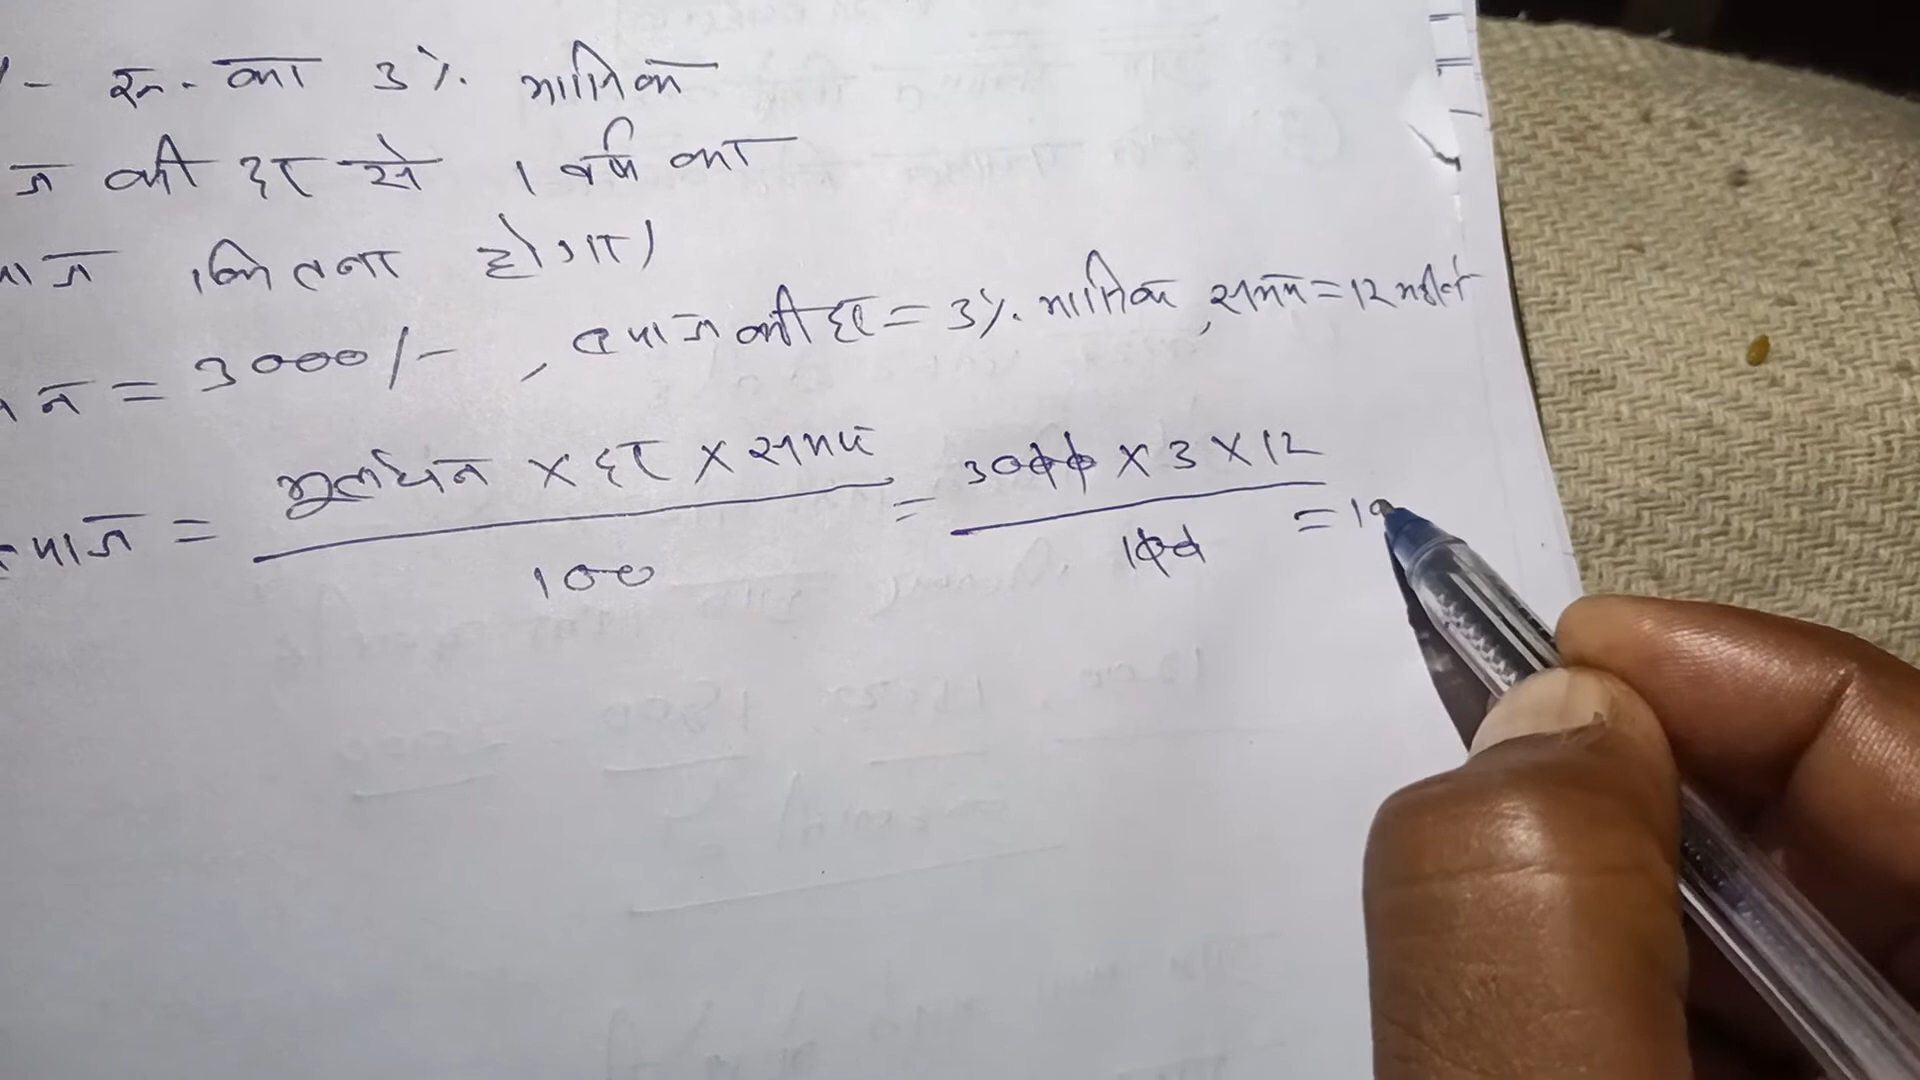 /- रू. का 3% मासिक
ज की दर से 1 वर्ष का
याज कितना होगा।
न = 3000/- , ब्याज की दर = 3% मासिक, समय = 12 महीने
ब्याज = मूलधन × दर × समय / 100 = 3000 × 3 × 12 / 100 = 10